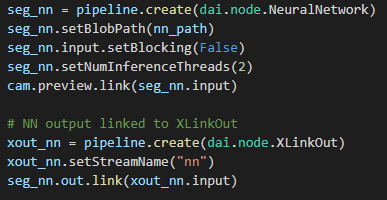 seg_nn = pipeline.create(dai.node.NeuralNetwork)
seg_nn.setBlobPath(nn_path)
seg_nn.input.setBlocking(False)
seg_nn.setNumInferenceThreads(2)
cam.preview.link(seg_nn.input)

# NN output linked to XLinkOut
xout_nn = pipeline.create(dai.node.XLinkOut)
xout_nn.setStreamName("nn")
seg_nn.out.link(xout_nn.input)